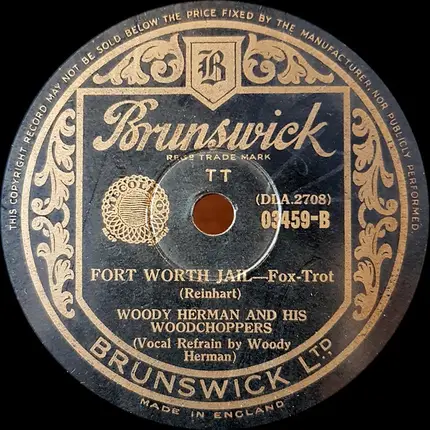 THIS COPYRIGHT RECORD MAY NOT BE SOLD BELOW THE PRICE FIXED BY THE MANUFACTURER, NOR PUBLICLY PERFORMED.
B
Brunswick
REGD TRADE MARK
TT
(DLA.2708)
03459-B
FORT WORTH JAIL—Fox-Trot
(Reinhart)
WOODY HERMAN AND HIS
WOODCHOPPERS
(Vocal Refrain by Woody
Herman)
BRUNSWICK LTD
MADE IN ENGLAND